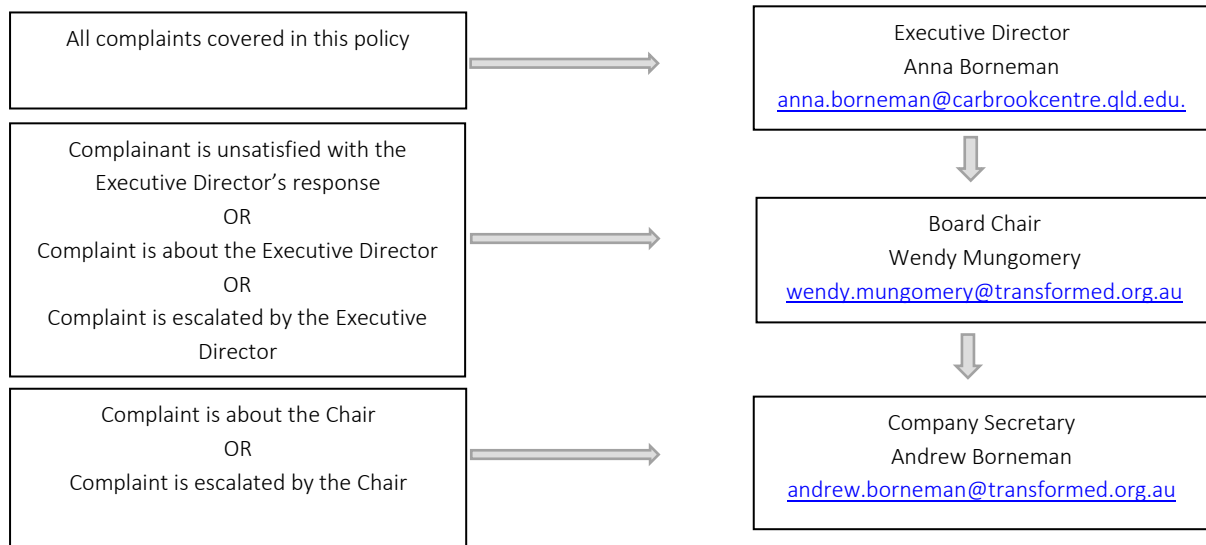 All complaints covered in this policy
Executive Director
Anna Borneman
anna.borneman@carbrookcentre.qld.edu.
Complainant is unsatisfied with the
Executive Director’s response
OR
Complaint is about the Executive Director
OR
Complaint is escalated by the Executive
Director
Board Chair
Wendy Mungomery
wendy.mungomery@transformed.org.au
Complaint is about the Chair
OR
Complaint is escalated by the Chair
Company Secretary
Andrew Borneman
andrew.borneman@transformed.org.au